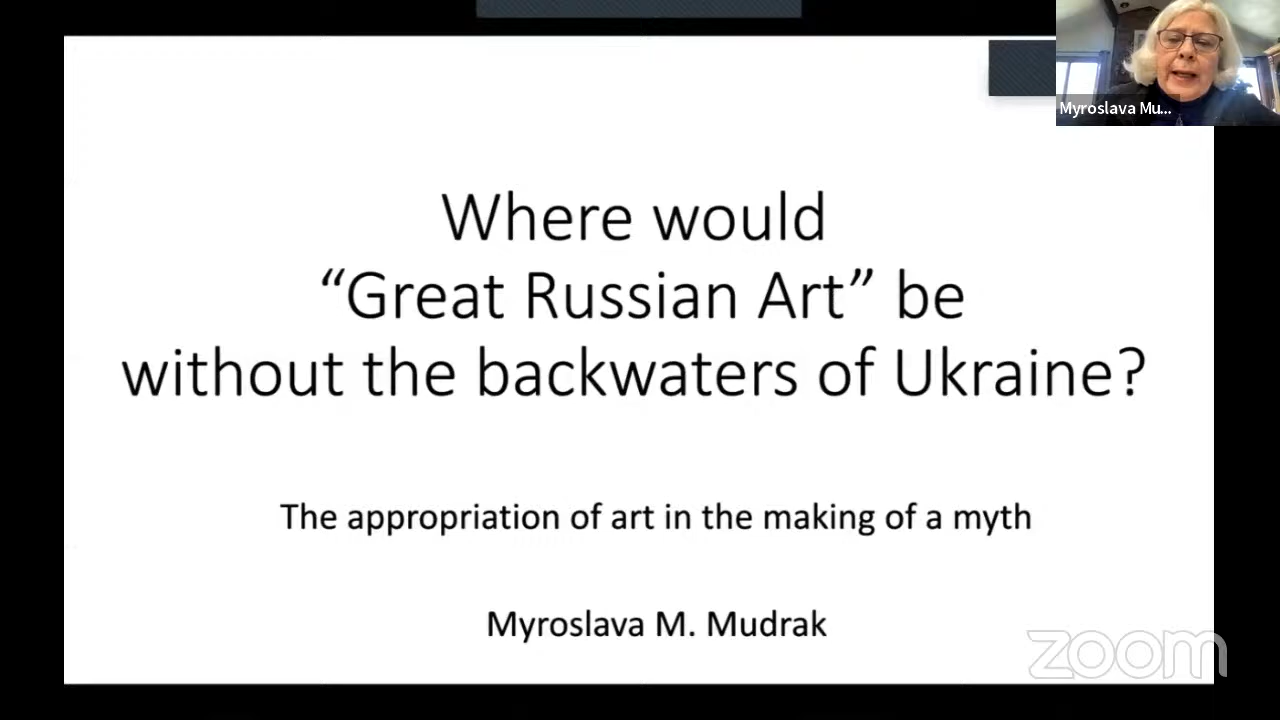 Myroslava Mu...
Where would
“Great Russian Art” be
without the backwaters of Ukraine?
The appropriation of art in the making of a myth
Myroslava M. Mudrak
zoom